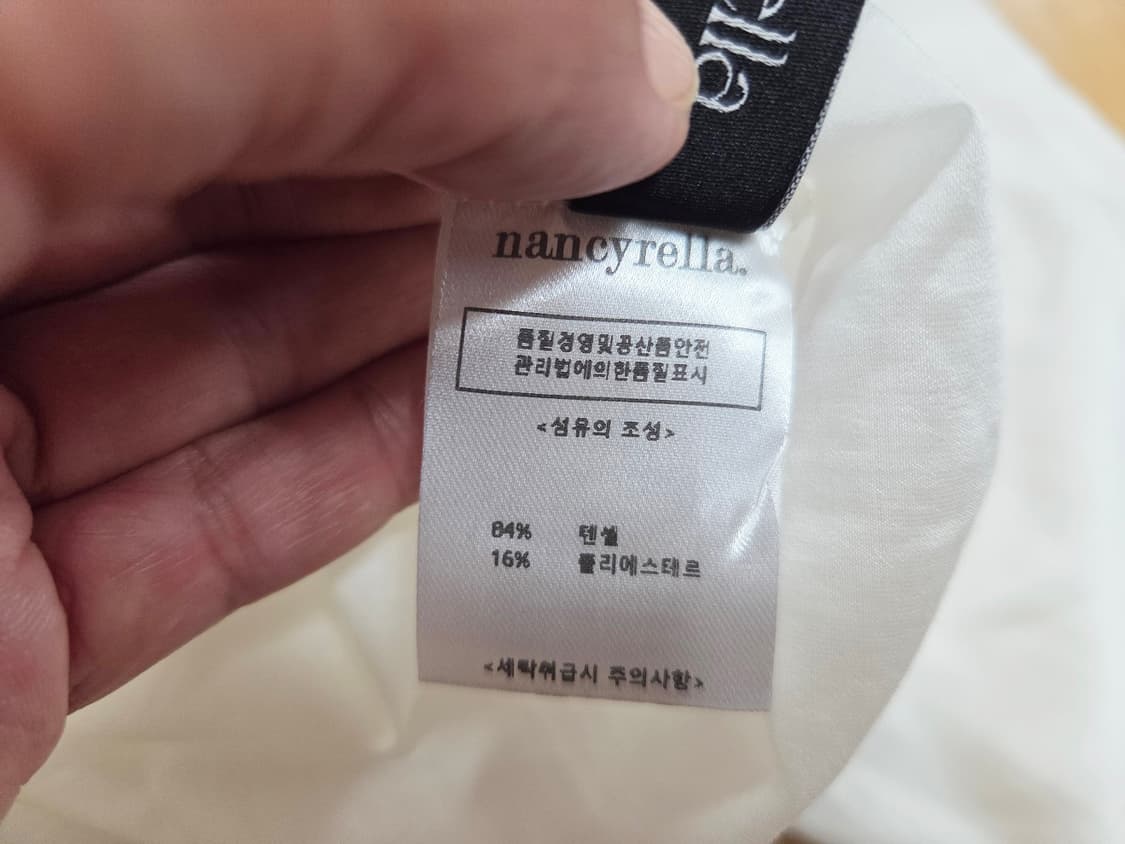 ella
nancyrella.
품질경영및공산품안전
관리법에의한품질표시
<섬유의 조성>
84% 텐셀
16% 폴리에스테르
<세탁취급시 주의사항>